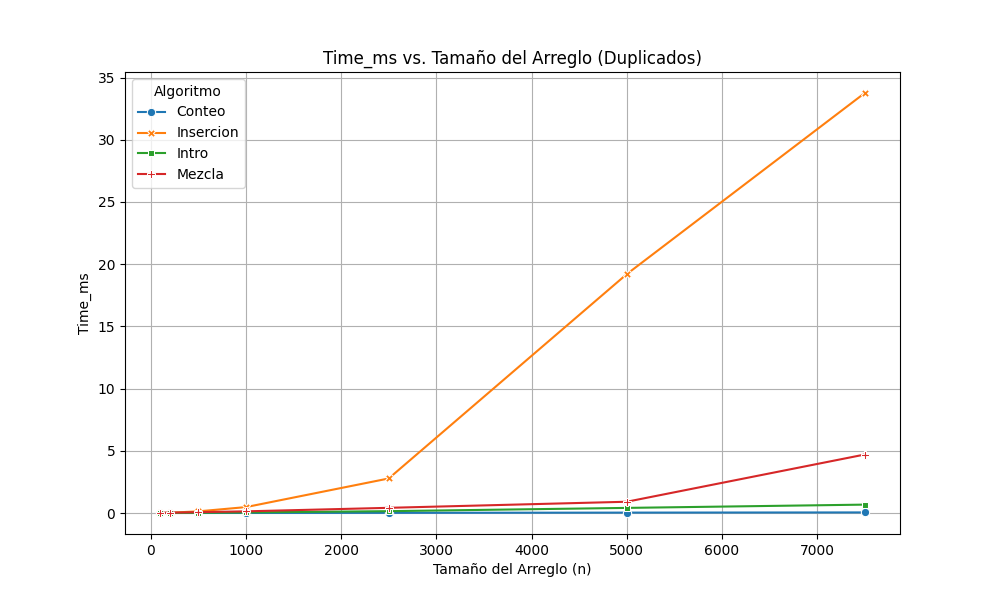 Time_ms vs. Tamaño del Arreglo (Duplicados)
Algoritmo
Conteo
Insercion
Intro
Mezcla
Time_ms
35
30
25
20
15
10
5
0
0 1000 2000 3000 4000 5000 6000 7000
Tamaño del Arreglo (n)